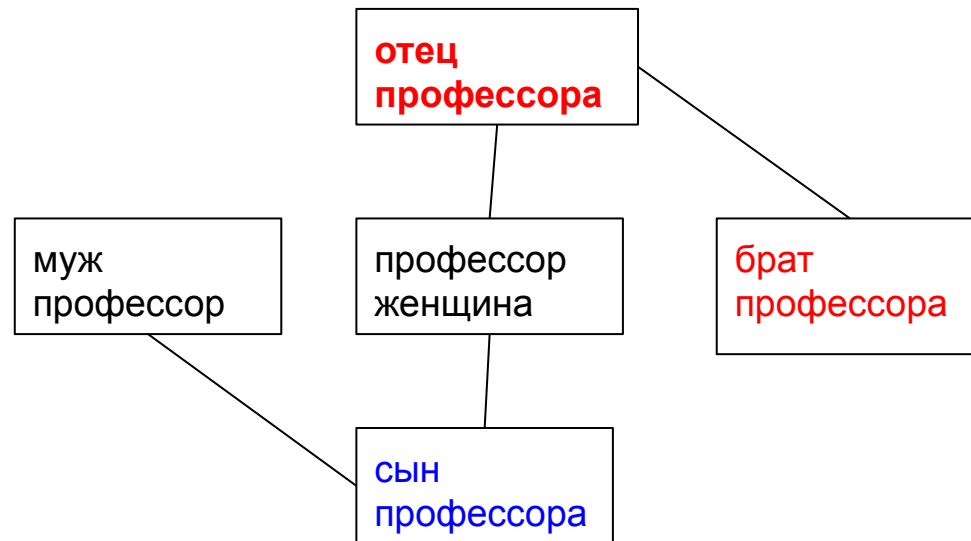 отец
профессора
муж
профессор
профессор
женщина
брат
профессора
сын
профессора